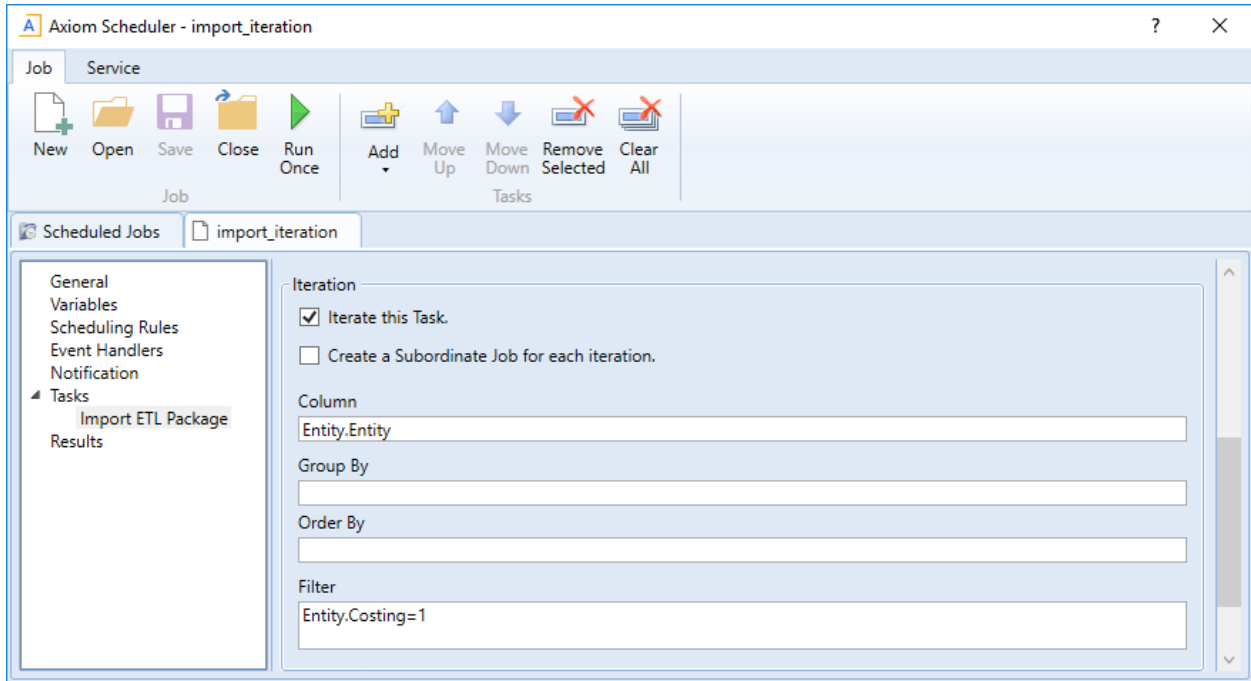 A Axiom Scheduler - import_iteration ?
Job Service
New Open Save Close Run Once Add Move Up Move Down Remove Selected Clear All
Job Tasks
Scheduled Jobs import_iteration
General
Variables
Scheduling Rules
Event Handlers
Notification
Tasks
Import ETL Package
Results
Iteration
Iterate this Task.
Create a Subordinate Job for each iteration.
Column
Entity.Entity
Group By
Order By
Filter
Entity.Costing=1